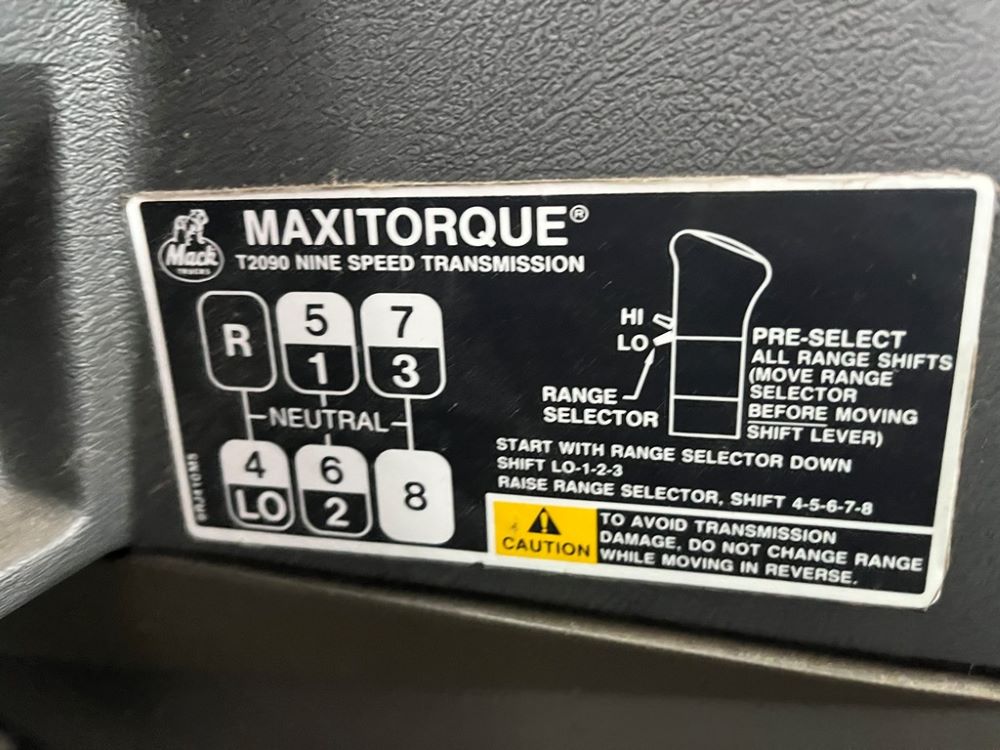 Mack
TRUCKS
MAXITORQUE®
T2090 NINE SPEED TRANSMISSION
R
5
1
7
3
NEUTRAL
4
LO
6
2
8
HI
LO
RANGE
SELECTOR
PRE-SELECT
ALL RANGE SHIFTS
(MOVE RANGE
SELECTOR
BEFORE MOVING
SHIFT LEVER)
START WITH RANGE SELECTOR DOWN
SHIFT LO-1-2-3
RAISE RANGE SELECTOR, SHIFT 4-5-6-7-8
CAUTION
TO AVOID TRANSMISSION
DAMAGE, DO NOT CHANGE RANGE
WHILE MOVING IN REVERSE.